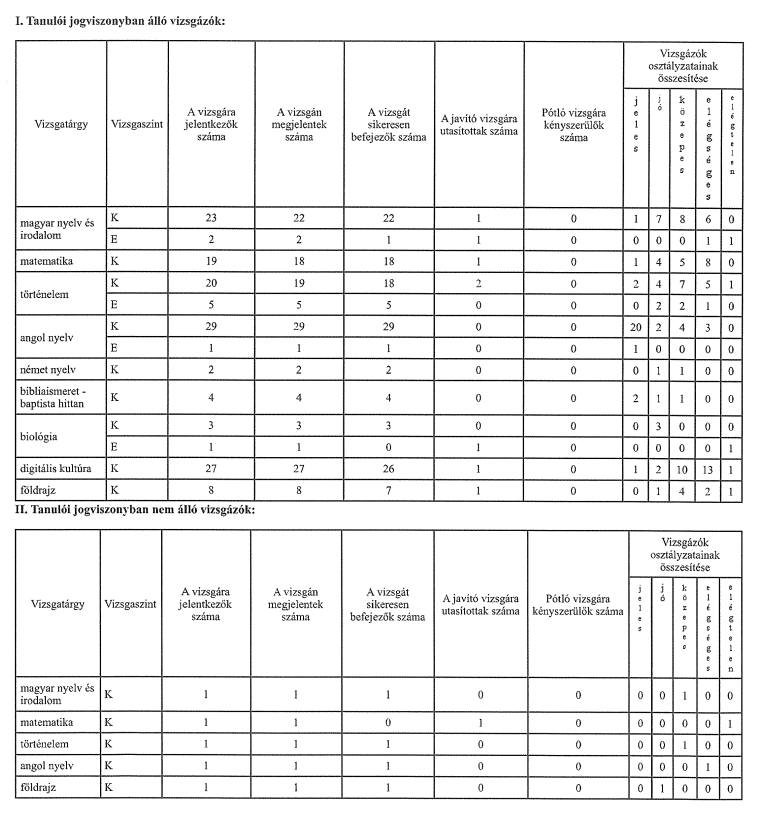 I. Tanulói jogviszonyban álló vizsgázók:
Vizsgatárgy Vizsgaszint A vizsgára jelentkezők száma A vizsgán megjelentek száma A vizsgát sikeresen befejezők száma A javító vizsgára utasítottak száma Pótló vizsgára kényszerülők száma Vizsgázók osztályzatainak összesítése
jeles jó közepes elégséges elégtelen
magyar nyelv és irodalom K 23 22 22 1 0 1 7 8 6 0
E 2 2 1 1 0 0 0 0 1 1
matematika K 19 18 18 1 0 1 4 5 8 0
történelem K 20 19 18 2 0 2 4 7 5 1
E 5 5 5 0 0 0 2 2 1 0
angol nyelv K 29 29 29 0 0 20 2 4 3 0
E 1 1 1 0 0 1 0 0 0 0
német nyelv K 2 2 2 0 0 0 1 1 0 0
bibliaismeret - baptista hittan K 4 4 4 0 0 2 1 1 0 0
biológia K 3 3 3 0 0 0 3 0 0 0
E 1 1 0 1 0 0 0 0 0 1
digitális kultúra K 27 27 26 1 0 1 2 10 13 1
földrajz K 8 8 7 1 0 0 1 4 2 1
II. Tanulói jogviszonyban nem álló vizsgázók:
Vizsgatárgy Vizsgaszint A vizsgára jelentkezők száma A vizsgán megjelentek száma A vizsgát sikeresen befejezők száma A javító vizsgára utasítottak száma Pótló vizsgára kényszerülők száma Vizsgázók osztályzatainak összesítése
jeles jó közepes elégséges elégtelen
magyar nyelv és irodalom K 1 1 1 0 0 0 0 1 0 0
matematika K 1 1 0 1 0 0 0 0 0 1
történelem K 1 1 1 0 0 0 0 1 0 0
angol nyelv K 1 1 1 0 0 0 0 0 1 0
földrajz K 1 1 1 0 0 0 1 0 0 0